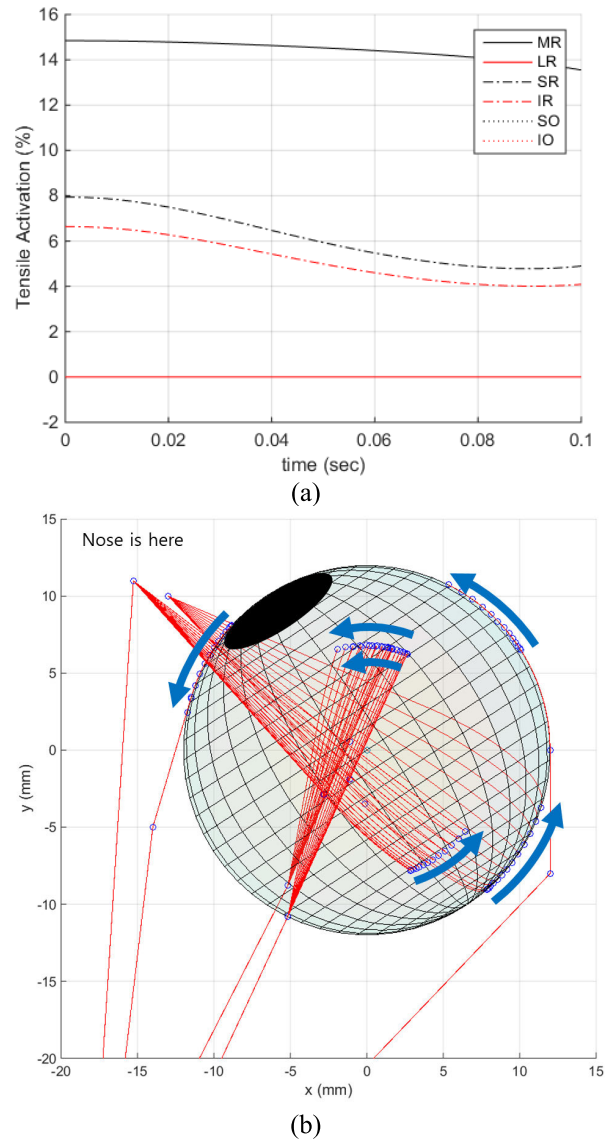 16
14
12
10
8
6
4
2
0
-2
Tensile Activation (%)
MR
LR
SR
IR
SO
IO
0 0.02 0.04 0.06 0.08 0.1
time (sec)
(a)
15
10
5
0
-5
-10
-15
-20
y (mm)
Nose is here
-20 -15 -10 -5 0 5 10 15
x (mm)
(b)